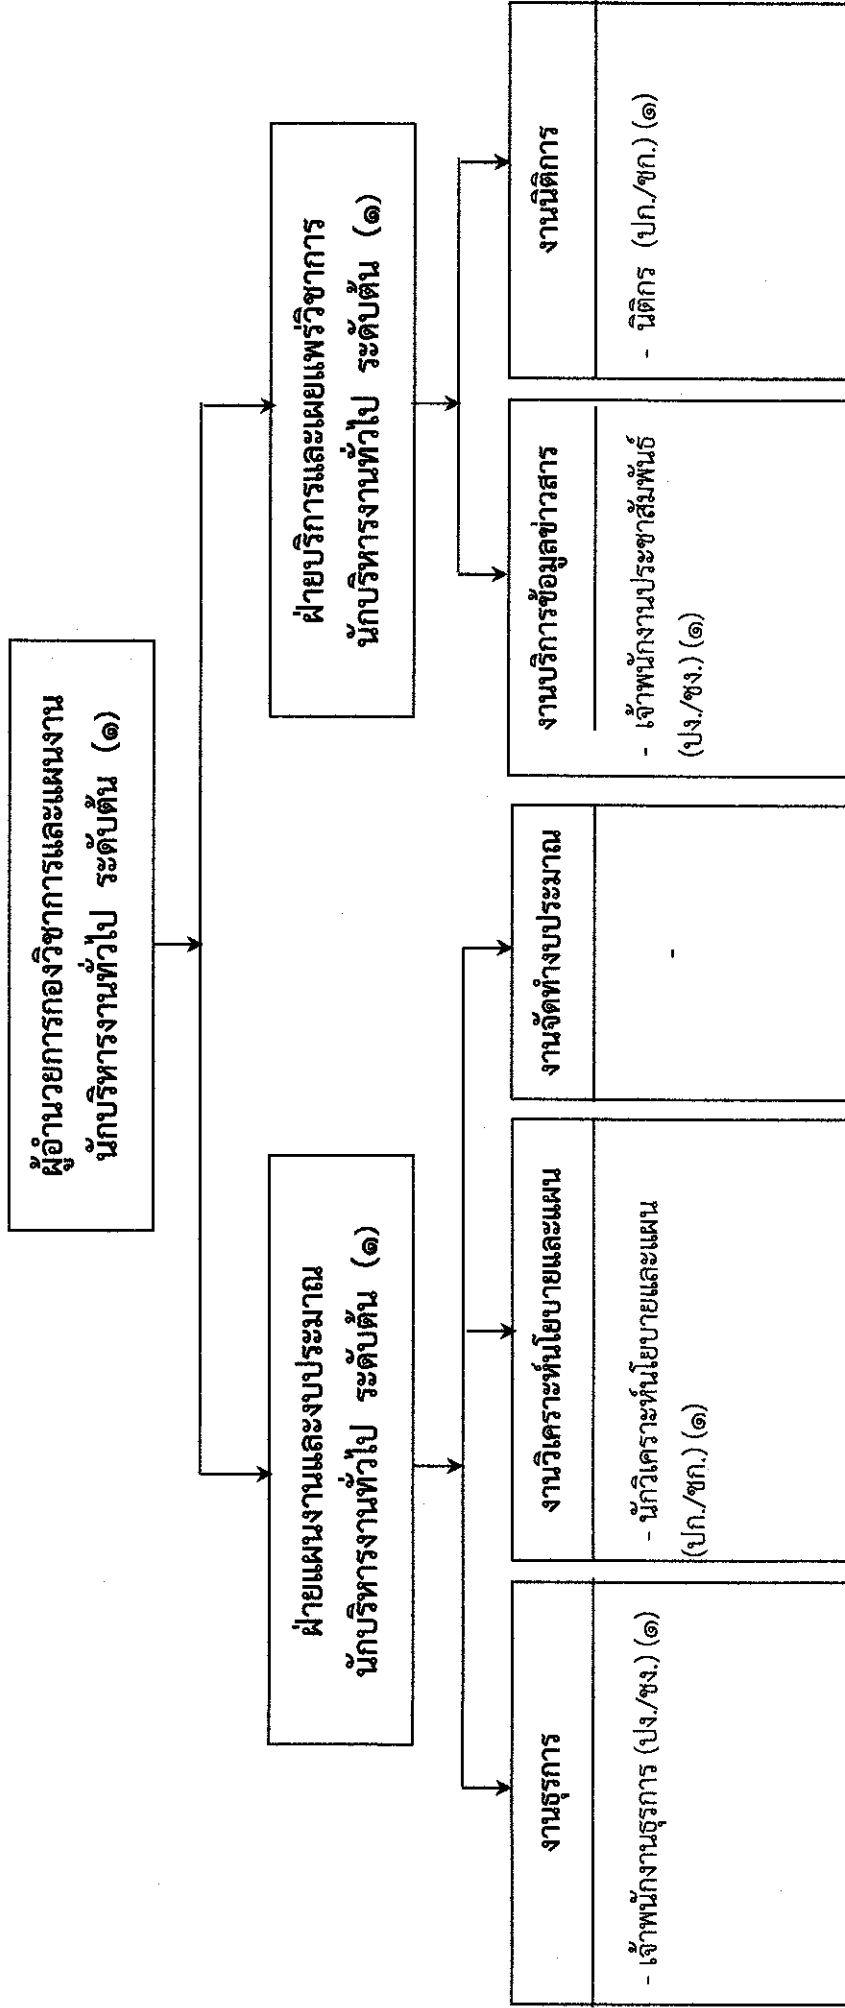 ผู้อำนวยการกองวิชาการและแผนงาน
นักบริหารงานทั่วไป ระดับต้น (๑)
ฝ่ายแผนงานและงบประมาณ
นักบริหารงานทั่วไป ระดับต้น (๑)
ฝ่ายบริการและเผยแพร่วิชาการ
นักบริหารงานทั่วไป ระดับต้น (๑)
งานธุรการ
- เจ้าพนักงานธุรการ (ปง./ชง.) (๑)
งานวิเคราะห์นโยบายและแผน
- นักวิเคราะห์นโยบายและแผน
(ปก./ชก.) (๑)
งานจัดทำงบประมาณ
-
งานบริการข้อมูลข่าวสาร
- เจ้าพนักงานประชาสัมพันธ์
(ปง./ชง.) (๑)
งานนิติการ
- นิติกร (ปก./ชก.) (๑)